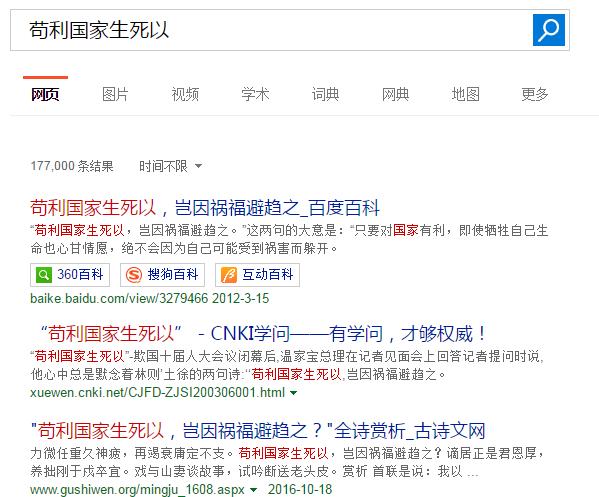 苟利国家生死以
网页 图片 视频 学术 词典 网典 地图 更多
177,000 条结果 时间不限
苟利国家生死以，岂因祸福避趋之_百度百科
“苟利国家生死以，岂因祸福避趋之。”这两句的大意是：“只要对国家有利，即使牺牲自己生
命也心甘情愿，绝不会因为自己可能受到祸害而躲开。
360百科 搜狗百科 互动百科
baike.baidu.com/view/3279466 2012-3-15
“苟利国家生死以” - CNKI学问——有学问，才够权威！
“苟利国家生死以”-欺国十届人大会议闭幕后,温家宝总理在记者见面会上回答记者提问时说,
他心中总是默念着林则’土徐的两句诗:‘‘苟利国家生死以,岂因祸福避趋之。
xuewen.cnki.net/CJFD-ZJSI200306001.html
"苟利国家生死以，岂因祸福避趋之？"全诗赏析_古诗文网
力微任重久神疲，再竭衰庸定不支。苟利国家生死以，岂因祸福避趋之？谪居正是君恩厚，
养拙刚于戍卒宜。戏与山妻谈故事，试吟断送老头皮。赏析 首联是说：我以 ...
www.gushiwen.org/mingju_1608.aspx 2016-10-18